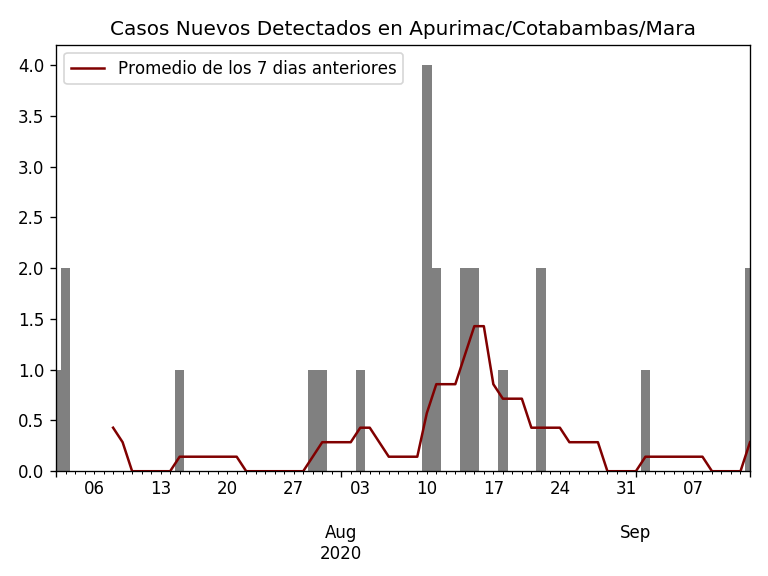 Casos Nuevos Detectados en Apurimac/Cotabambas/Mara
Promedio de los 7 dias anteriores
4.0
3.5
3.0
2.5
2.0
1.5
1.0
0.5
0.0
06 13 20 27 03 10 17 24 31 07
Aug Sep
2020